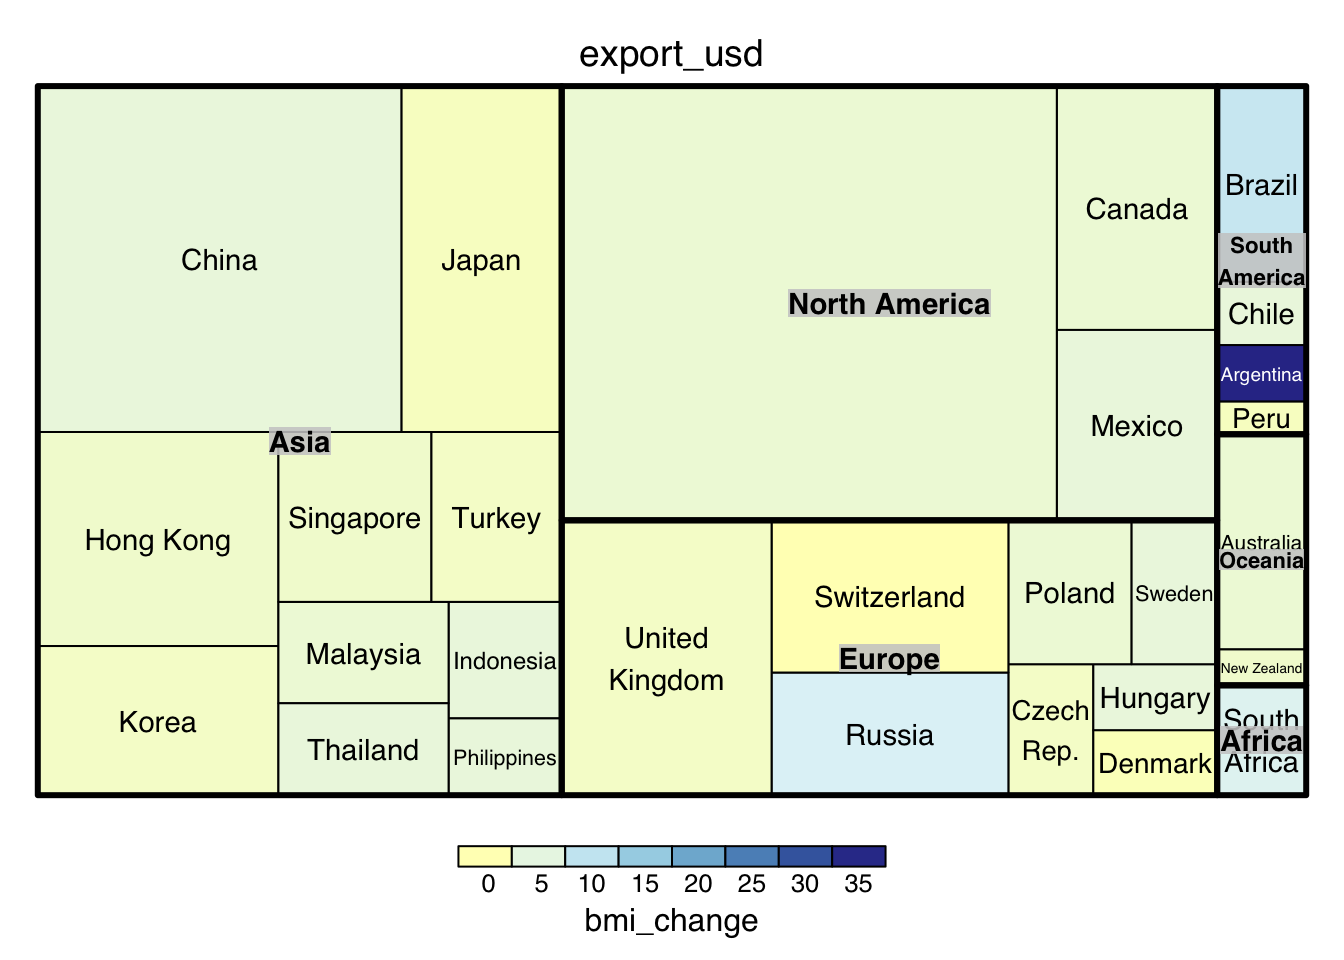 export_usd
China
Japan
Asia
Hong Kong
Singapore
Turkey
Korea
Malaysia
Indonesia
Thailand
Philippines
North America
Canada
Mexico
United
Kingdom
Switzerland
Europe
Russia
Poland
Sweden
Czech
Rep.
Hungary
Denmark
Brazil
South
America
Chile
Argentina
Peru
Australia
Oceania
New Zealand
South
Africa
Africa
0 5 10 15 20 25 30 35
bmi_change